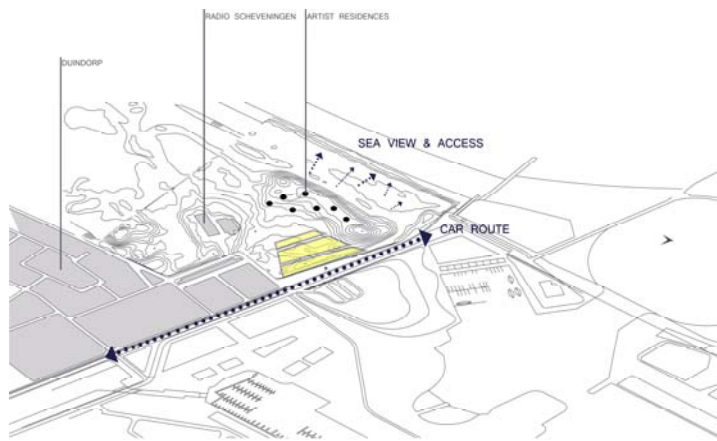 RADIO SCHEVENINGEN
ARTIST RESIDENCES
DUINDORP
SEA VIEW & ACCESS
CAR ROUTE